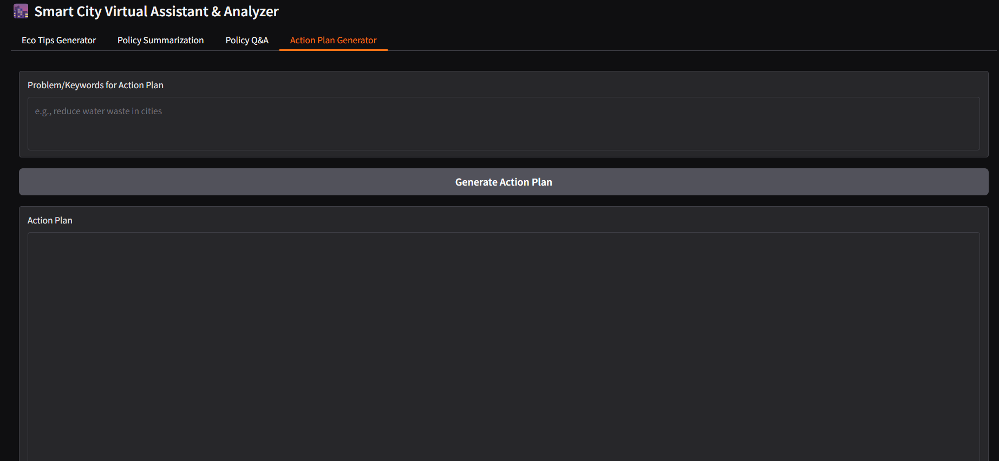 Smart City Virtual Assistant & Analyzer
Eco Tips Generator Policy Summarization Policy Q&A Action Plan Generator
Problem/Keywords for Action Plan
e.g., reduce water waste in cities
Generate Action Plan
Action Plan